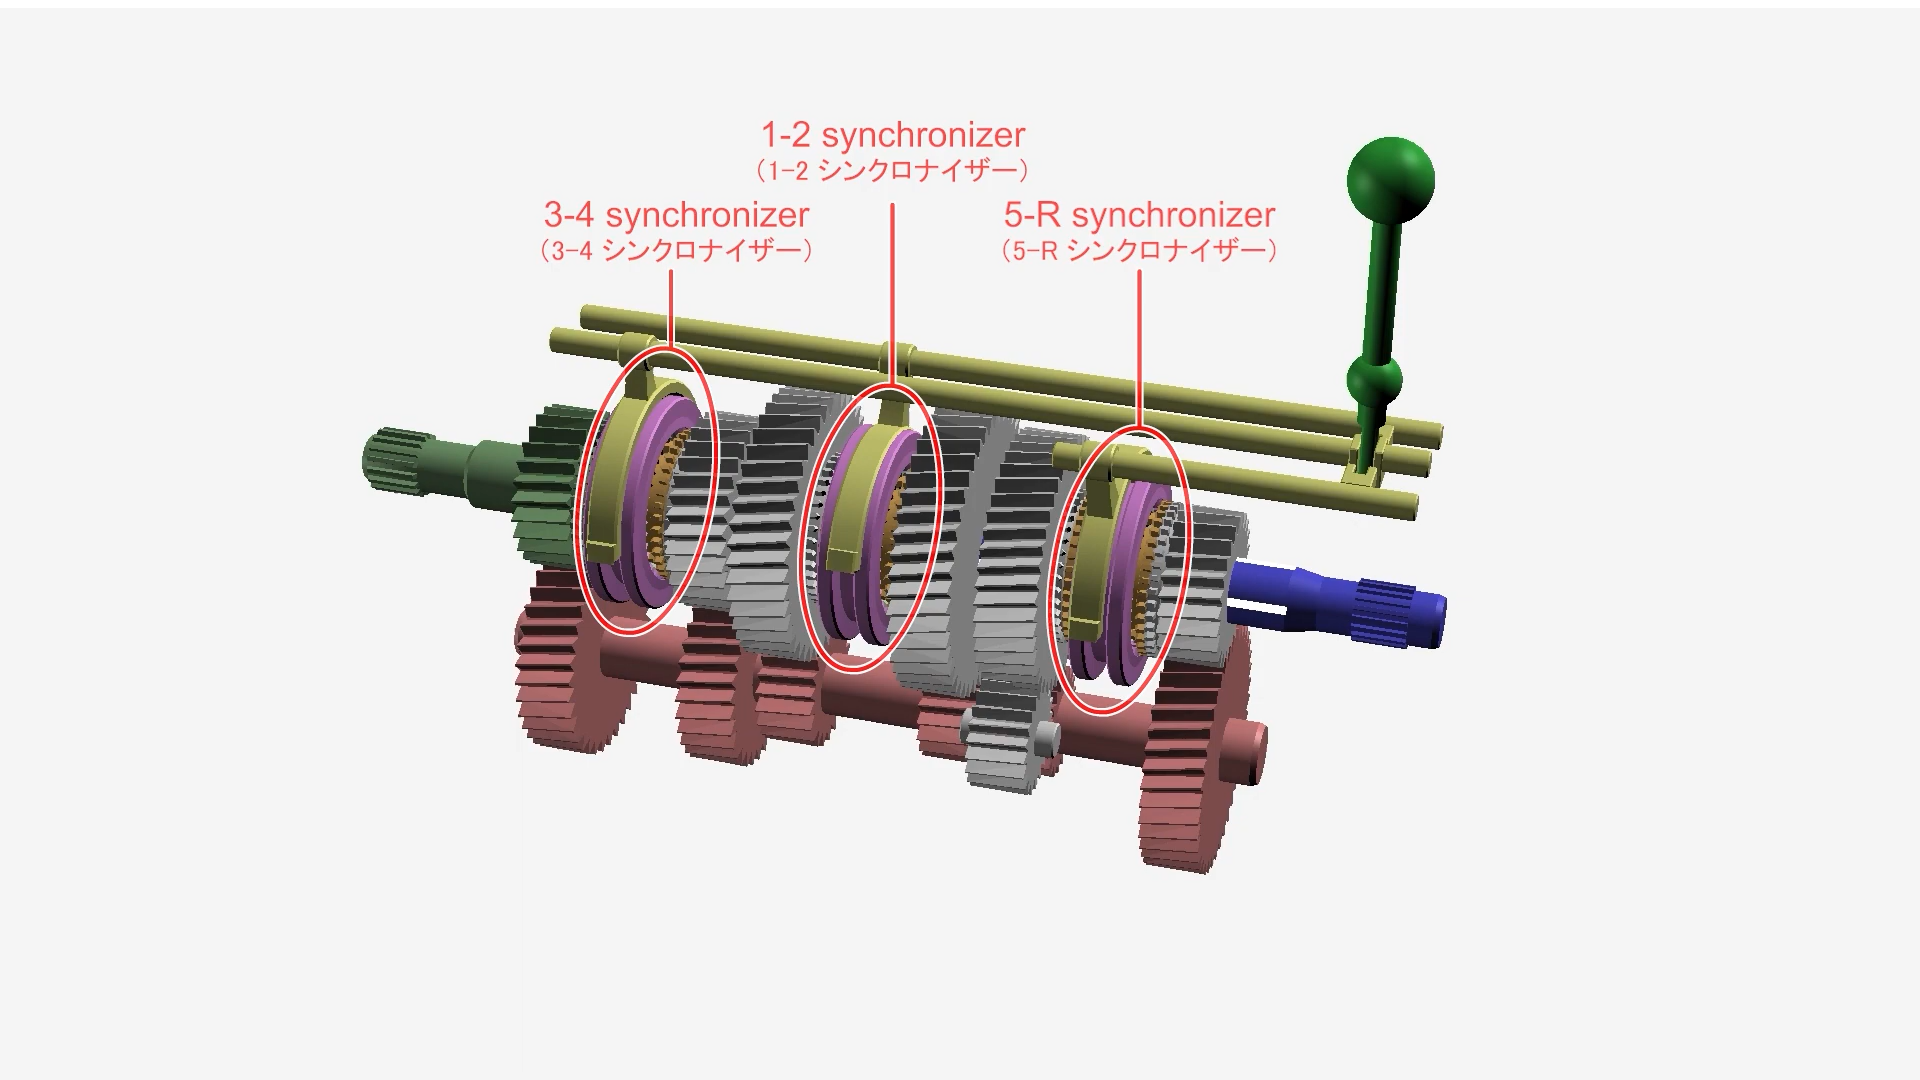 1-2 synchronizer
（1-2 シンクロナイザー）
3-4 synchronizer
（3-4 シンクロナイザー）
5-R synchronizer
（5-R シンクロナイザー）